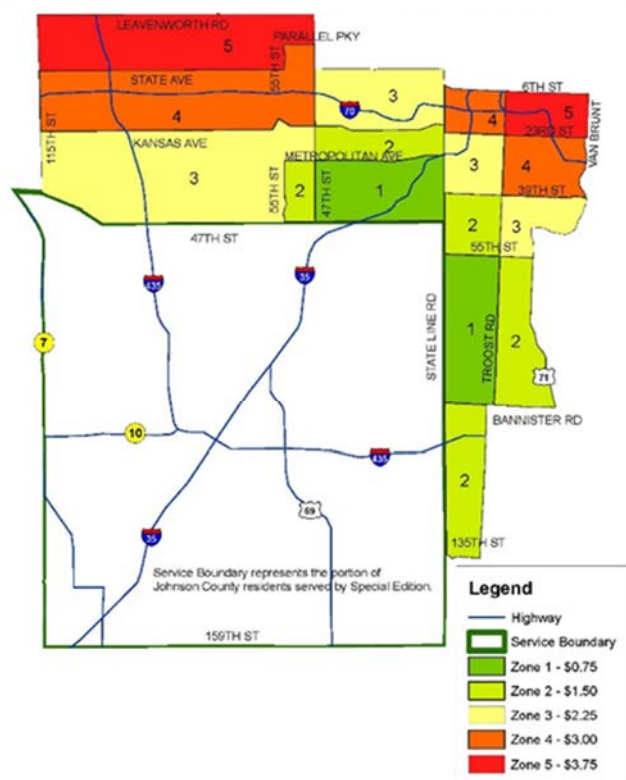 LEAVENWORTH RD
5
PARALLEL PKY
55TH ST
STATE AVE
3
6TH ST
70
5
4
4
23RD ST
VAN BRUNT
115TH ST
KANSAS AVE
2
METROPOLITAN AVE
3
4
3
55TH ST
2
47TH ST
1
39TH ST
2
3
47TH ST
55TH ST
435
35
STATE LINE RD
1
TROOST RD
2
7
71
BANNISTER RD
10
435
2
69
35
135TH ST
Service Boundary represents the portion of
Johnson County residents served by Special Edition.
159TH ST
Legend
Highway
Service Boundary
Zone 1 - $0.75
Zone 2 - $1.50
Zone 3 - $2.25
Zone 4 - $3.00
Zone 5 - $3.75